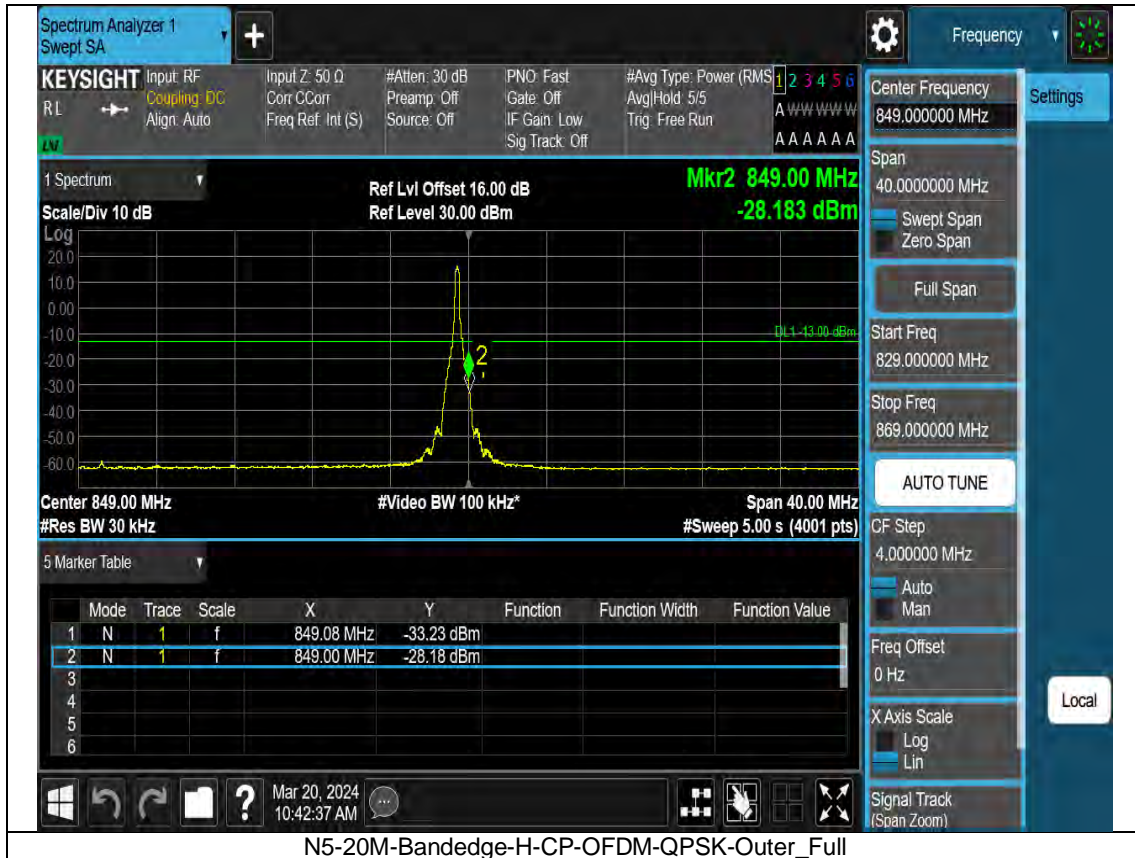 Spectrum Analyzer 1
Swept SA
+
Frequency
KEYSIGHT
RL
Input: RF
Coupling: DC
Align: Auto
Input Z: 50 Ω
Corr CCorr
Freq Ref: Int (S)
#Atten: 30 dB
Preamp: Off
Source: Off
PNO: Fast
Gate: Off
IF Gain: Low
Sig Track: Off
#Avg Type: Power (RMS
Avg|Hold: 5/5
Trig: Free Run
1 2 3 4 5 6
A W W W W W
A A A A A A
1 Spectrum
Scale/Div 10 dB
Log
Ref Lvl Offset 16.00 dB
Ref Level 30.00 dBm
Mkr2 849.00 MHz
-28.183 dBm
20.0
10.0
0.00
-10.0
-20.0
-30.0
-40.0
-50.0
-60.0
DL1 -13.00 dBm
2
Center 849.00 MHz
#Res BW 30 kHz
#Video BW 100 kHz*
Span 40.00 MHz
#Sweep 5.00 s (4001 pts)
5 Marker Table
Mode Trace Scale X Y Function Function Width Function Value
1 N 1 f 849.08 MHz -33.23 dBm
2 N 1 f 849.00 MHz -28.18 dBm
3
4
5
6
?
Mar 20, 2024
10:42:37 AM
Center Frequency
849.000000 MHz
Settings
Span
40.0000000 MHz
Swept Span
Zero Span
Full Span
Start Freq
829.000000 MHz
Stop Freq
869.000000 MHz
AUTO TUNE
CF Step
4.000000 MHz
Auto
Man
Freq Offset
0 Hz
Local
X Axis Scale
Log
Lin
Signal Track
(Span Zoom)
N5-20M-Bandedge-H-CP-OFDM-QPSK-Outer_Full